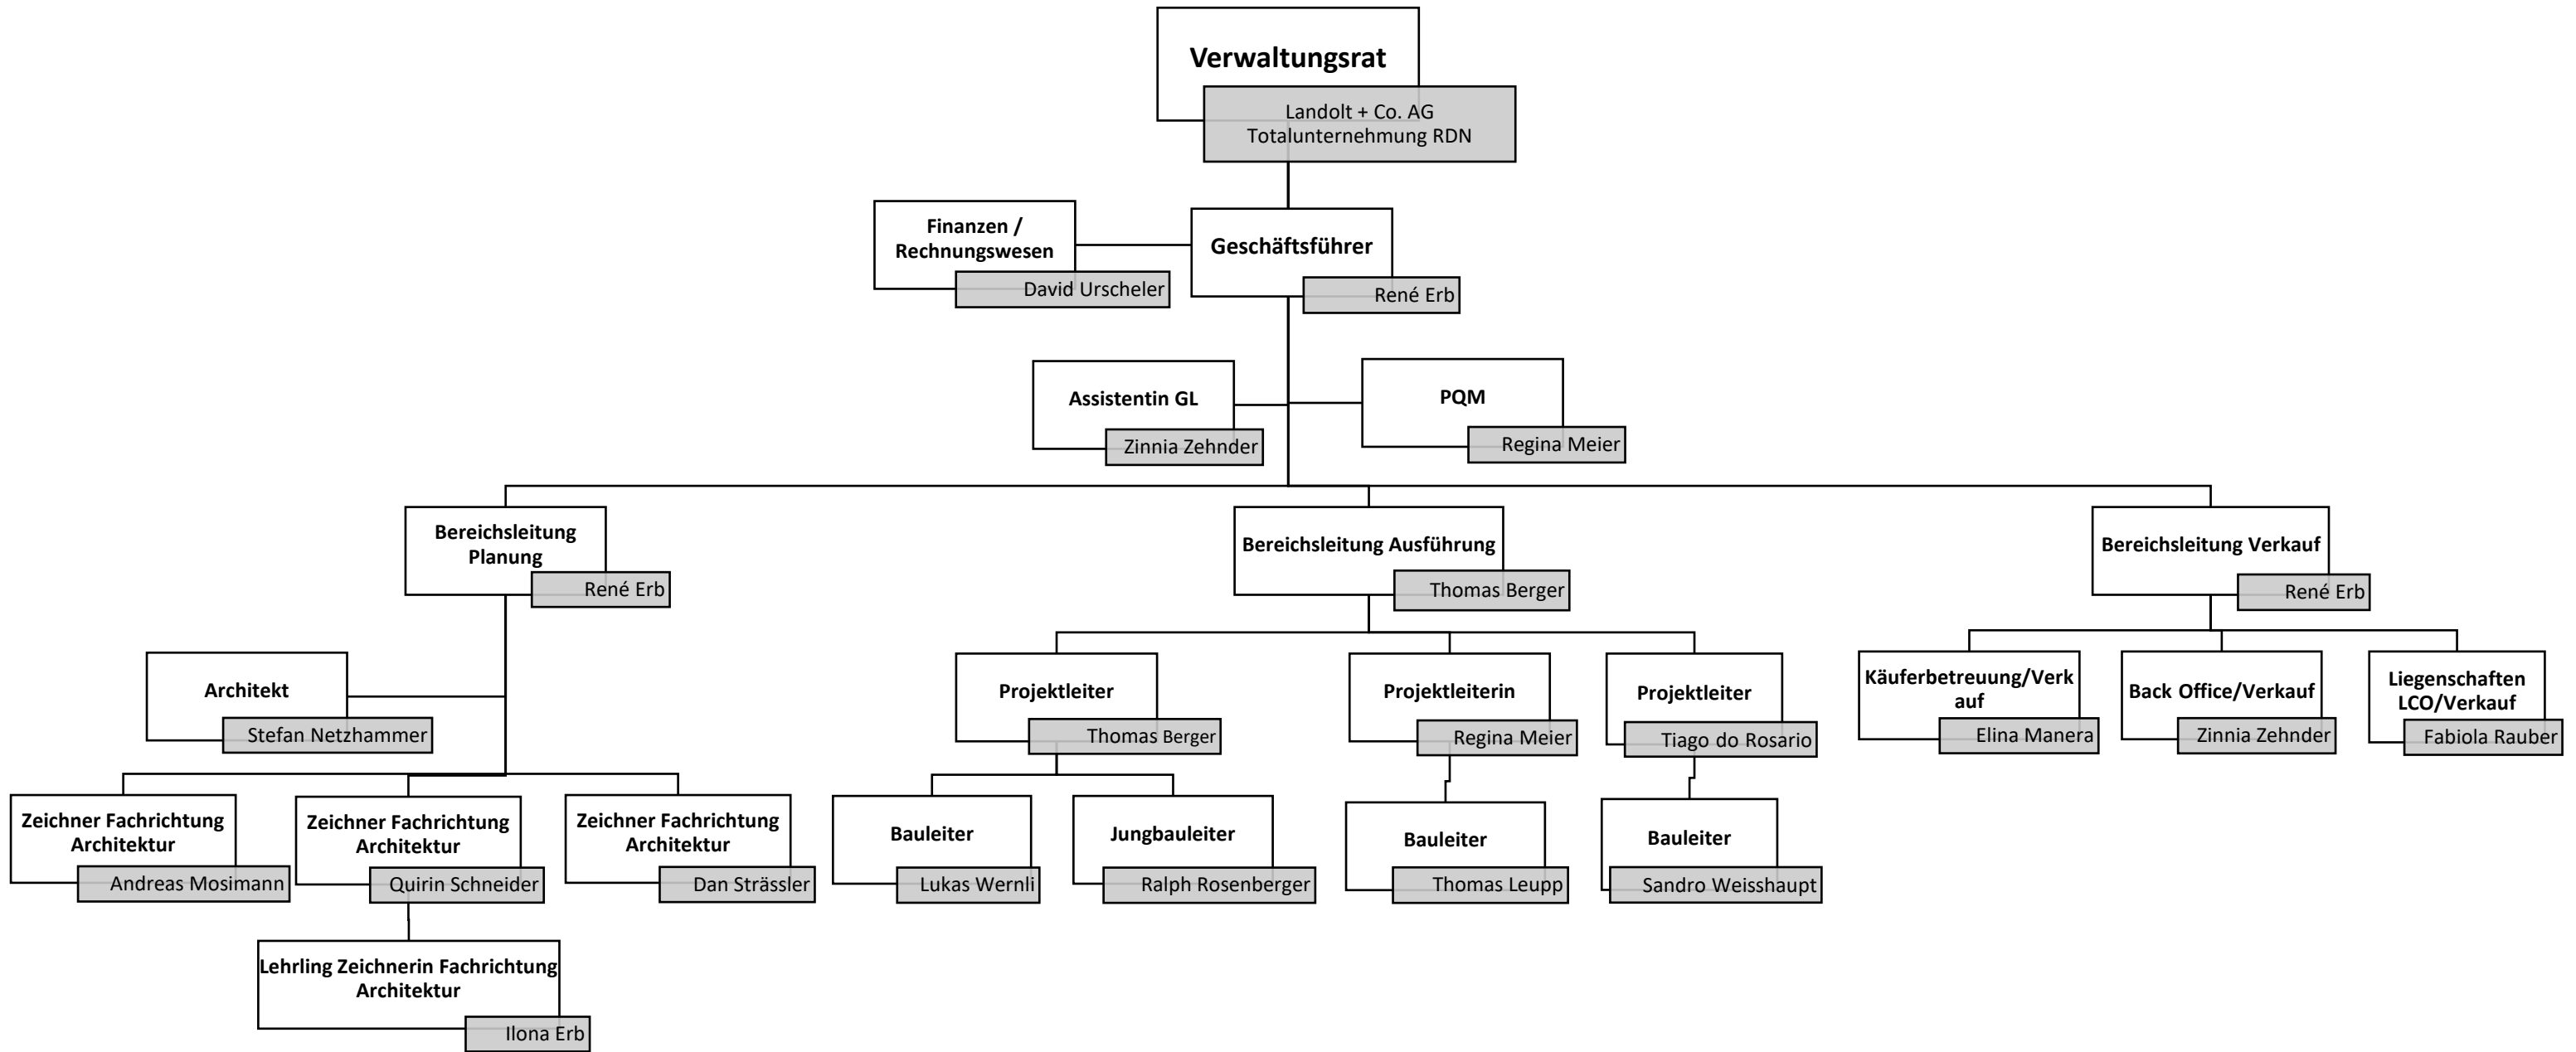 Verwaltungsrat
Landolt + Co. AG
Totalunternehmung RDN
Finanzen /
Rechnungswesen
David Urscheler
Geschäftsführer
René Erb
Assistentin GL
Zinnia Zehnder
PQM
Regina Meier
Bereichsleitung
Planung
René Erb
Bereichsleitung Ausführung
Thomas Berger
Bereichsleitung Verkauf
René Erb
Architekt
Stefan Netzhammer
Projektleiter
Thomas Berger
Projektleiterin
Regina Meier
Projektleiter
Tiago do Rosario
Käuferbetreuung/Verk
auf
Elina Manera
Back Office/Verkauf
Zinnia Zehnder
Liegenschaften
LCO/Verkauf
Fabiola Rauber
Zeichner Fachrichtung
Architektur
Andreas Mosimann
Zeichner Fachrichtung
Architektur
Quirin Schneider
Zeichner Fachrichtung
Architektur
Dan Strässler
Bauleiter
Lukas Wernli
Jungbauleiter
Ralph Rosenberger
Bauleiter
Thomas Leupp
Bauleiter
Sandro Weisshaupt
Lehrling Zeichnerin Fachrichtung
Architektur
Ilona Erb